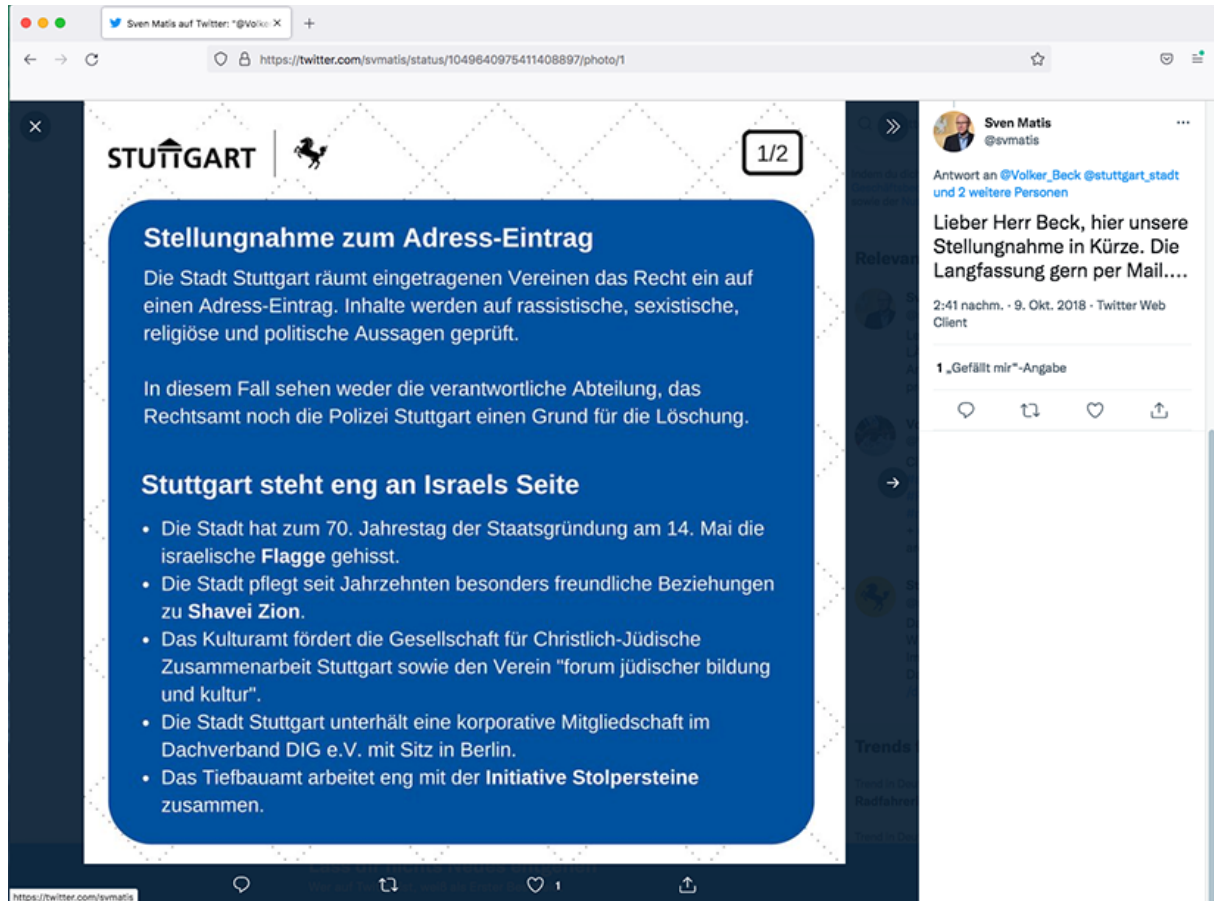 Sven Matis auf Twitter: "@Volke
https://twitter.com/svmatis/status/1049640975411408897/photo/1
STUTTGART
1/2
Stellungnahme zum Adress-Eintrag
Die Stadt Stuttgart räumt eingetragenen Vereinen das Recht ein auf
einen Adress-Eintrag. Inhalte werden auf rassistische, sexistische,
religiöse und politische Aussagen geprüft.
In diesem Fall sehen weder die verantwortliche Abteilung, das
Rechtsamt noch die Polizei Stuttgart einen Grund für die Löschung.
Stuttgart steht eng an Israels Seite
• Die Stadt hat zum 70. Jahrestag der Staatsgründung am 14. Mai die
israelische Flagge gehisst.
• Die Stadt pflegt seit Jahrzehnten besonders freundliche Beziehungen
zu Shavei Zion.
• Das Kulturamt fördert die Gesellschaft für Christlich-Jüdische
Zusammenarbeit Stuttgart sowie den Verein "forum jüdischer bildung
und kultur".
• Die Stadt Stuttgart unterhält eine korporative Mitgliedschaft im
Dachverband DIG e.V. mit Sitz in Berlin.
• Das Tiefbauamt arbeitet eng mit der Initiative Stolpersteine
zusammen.
1
https://twitter.com/svmatis
Relevan
Trends
Trend in Deu
Radfahrer
Trend in Deu
Sven Matis
@svmatis
Antwort an @Volker_Beck @stuttgart_stadt
und 2 weitere Personen
Lieber Herr Beck, hier unsere
Stellungnahme in Kürze. Die
Langfassung gern per Mail....
2:41 nachm. · 9. Okt. 2018 · Twitter Web
Client
1 „Gefällt mir"-Angabe